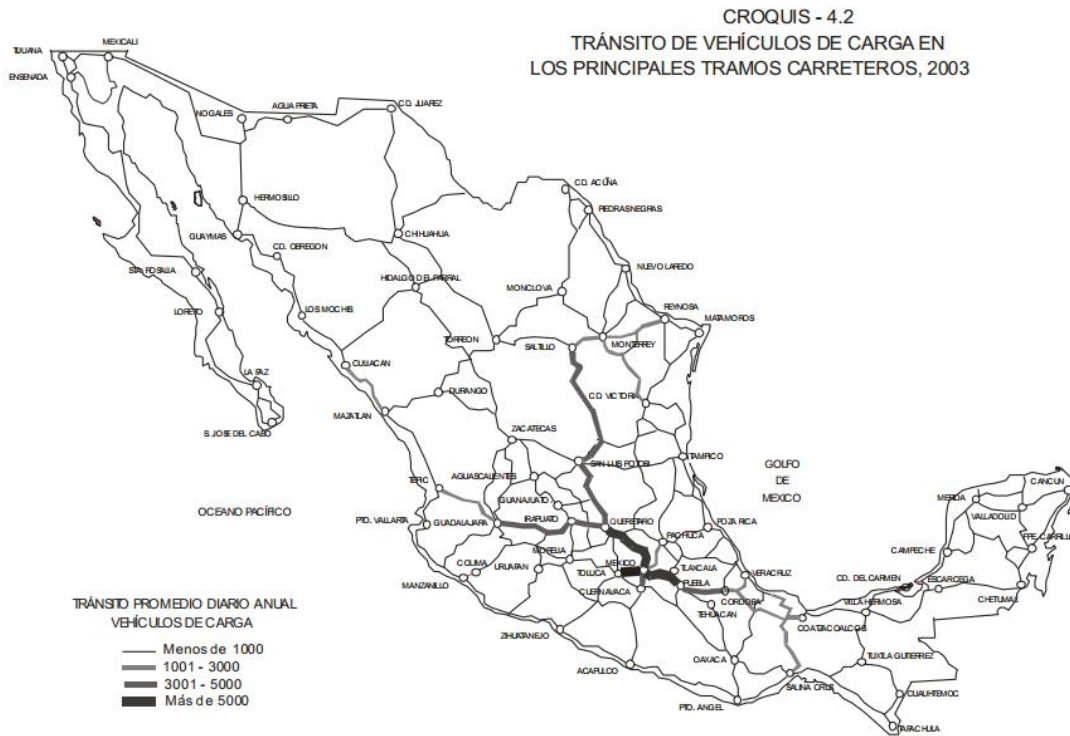 CROQUIS - 4.2
TRÁNSITO DE VEHÍCULOS DE CARGA EN
LOS PRINCIPALES TRAMOS CARRETEROS, 2003
TIJUANA
MEXICALI
ENSENADA
NOGALES
AGUA PRIETA
CD. JUAREZ
HERMOSILLO
CD. ACUÑA
PIEDRAS NEGRAS
GUAYMAS
CD. OBREGON
CHIHUAHUA
STA. ROSALIA
HIDALGO DEL PARRAL
NUEVO LAREDO
MONCLOVA
LORETO
LOS MOCHIS
REYNOSA
MATAMOROS
TORREON
SALTILLO
MONTERREY
CULIACAN
LA PAZ
DURANGO
CD. VICTORIA
MAZATLAN
S. JOSE DEL CABO
ZACATECAS
SAN LUIS POTOSI
TAMPICO
GOLFO
DE
MEXICO
AGUASCALIENTES
TEPIC
GUANAJUATO
CANCUN
MERIDA
VALLADOLID
OCEANO PACÍFICO
PTO. VALLARTA
GUADALAJARA
IRAPUATO
QUERETARO
POZA RICA
PACHUCA
FPE. CARRILLO
MORELIA
CAMPECHE
COLIMA
URUAPAN
MEXICO
TLAXCALA
TOLUCA
PUEBLA
VERACRUZ
MANZANILLO
CUERNAVACA
CD. DEL CARMEN
ESCARCEGA
CORDOBA
CHETUMAL
TEHUACAN
VILLA HERMOSA
COATZACOALCOS
ZIHUATANEJO
OAXACA
TUXTLA GUTIERREZ
ACAPULCO
SALINA CRUZ
CUAUHTEMOC
PTO. ANGEL
TAPACHULA
TRÁNSITO PROMEDIO DIARIO ANUAL
VEHÍCULOS DE CARGA
Menos de 1000
1001 - 3000
3001 - 5000
Más de 5000